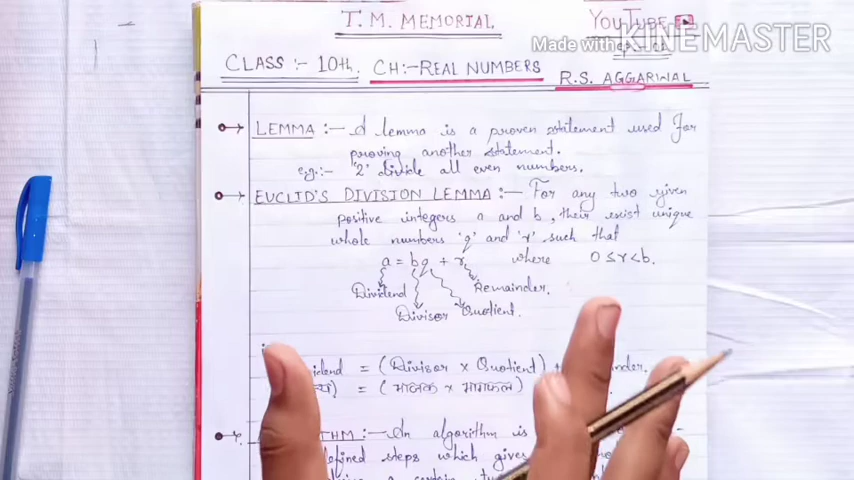 T. M. MEMORIAL
YOUTUBE
Made with KINEMASTER
CLASS :- 10th. CH:- REAL NUMBERS R.S. AGGARWAL
LEMMA :- A lemma is a proven statement used for
proving another statement.
e.g:- '2' divide all even numbers.
EUCLID'S DIVISION LEMMA :- For any two given
positive integers a and b, their exist unique
whole numbers 'q' and 'r', such that
a = bq + r, where 0 ≤ r < b.
Dividend Remainder.
Divisor Quotient.
= (Divisor x Quotient) +
= (भाजक x भागफल)
:- An algorithm is
steps which gives
a certain